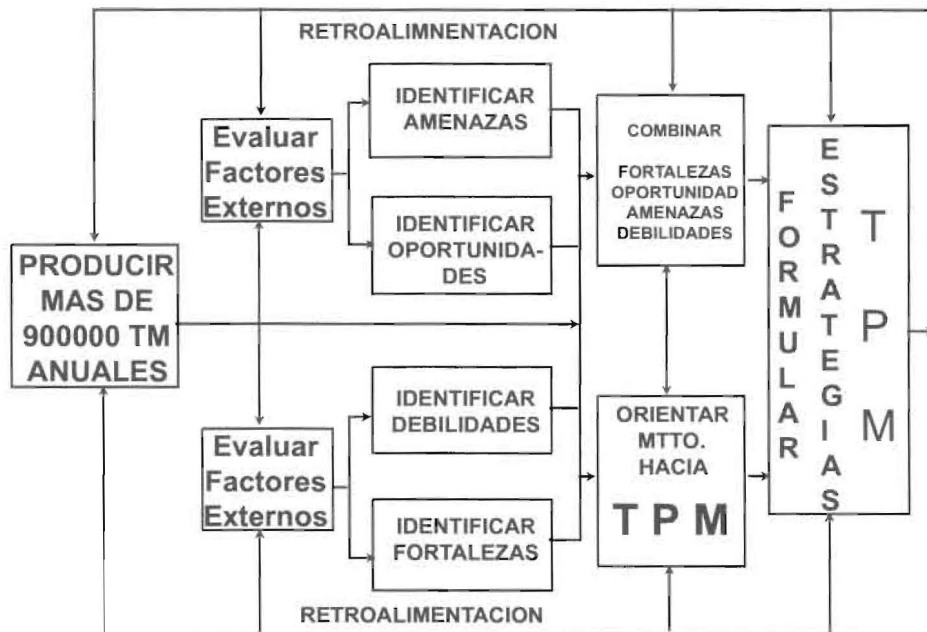 RETROALIMNENTACION
Evaluar
Factores
Externos
IDENTIFICAR
AMENAZAS
IDENTIFICAR
OPORTUNIDA-
DES
COMBINAR
FORTALEZAS
OPORTUNIDAD
AMENAZAS
DEBILIDADES
FORMULAR
ESTRATEGIAS
TPM
PRODUCIR
MAS DE
900000 TM
ANUALES
Evaluar
Factores
Externos
IDENTIFICAR
DEBILIDADES
IDENTIFICAR
FORTALEZAS
ORIENTAR
MTTO.
HACIA
T P M
RETROALIMENTACION